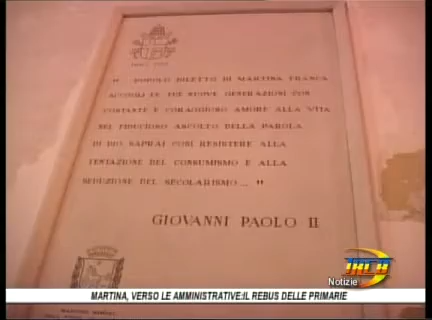 " POPOLO DILETTO DI MARTINA FRANCA
ACCOGLI LE TUE NUOVE GENERAZIONI CON
COSTANTE E CORAGGIOSO AMORE ALLA VITA
NEL FIDUCIOSO ASCOLTO DELLA PAROLA
DI DIO SAPRAI COSI RESISTERE ALLA
TENTAZIONE DEL CONSUMISMO E ALLA
SEDUZIONE DEL SECOLARISMO... "
GIOVANNI PAOLO II
Notizie
MARTINA, VERSO LE AMMINISTRATIVE:IL REBUS DELLE PRIMARIE